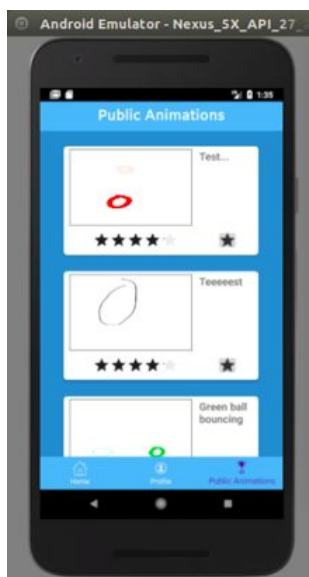 Android Emulator - Nexus_5X_API_27_
1:35
Public Animations
Test...
Teeeeest
Green ball
bouncing
Home
Profile
Public Animations